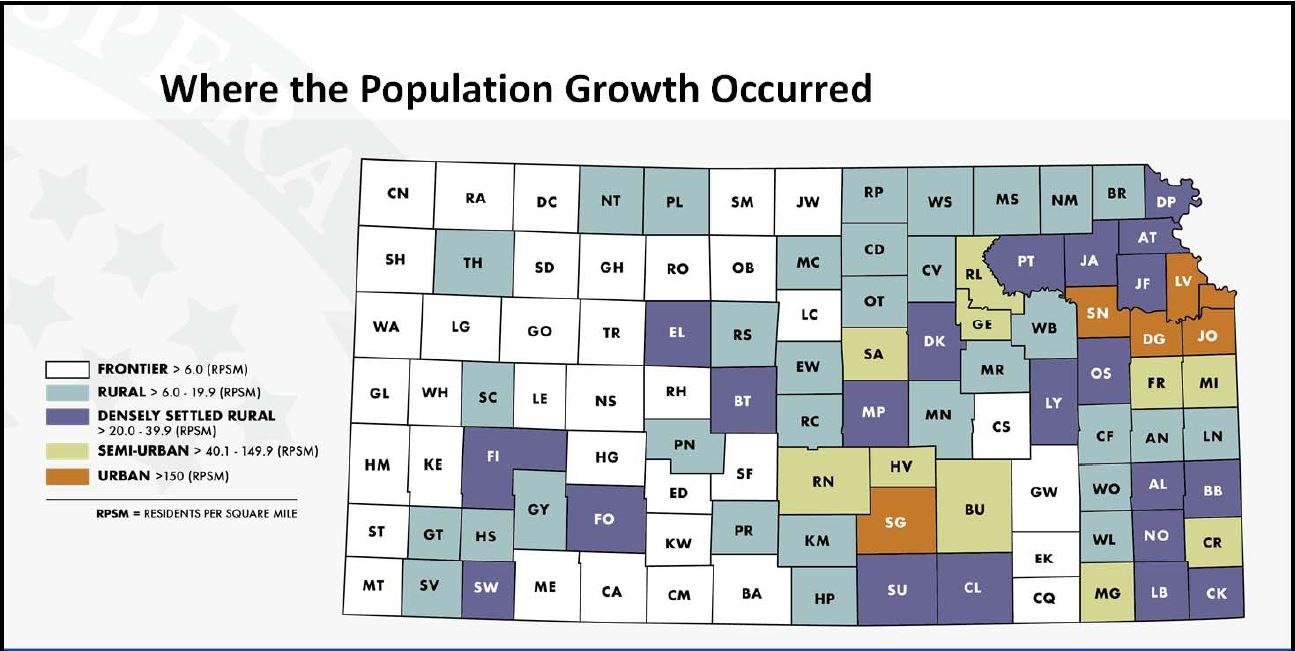 SPERA
Where the Population Growth Occurred
CN RA DC NT PL SM JW RP WS MS NM BR DP
SH TH SD GH RO OB MC CD CV RL PT JA AT
WA LG GO TR EL RS LC OT DK GE WB SN JF LV
GL WH SC LE NS RH BT EW SA MR OS DG JO
HM KE FI HG PN SF RC MP MN CS LY FR MI
ST GT HS GY FO ED KW PR RN HV BU GW CF AN LN
MT SV SW ME CA CM BA KM SG EK WO AL BB
HP SU CL CQ WL NO CR
MG LB CK
FRONTIER > 6.0 (RPSM)
RURAL > 6.0 - 19.9 (RPSM)
DENSELY SETTLED RURAL
> 20.0 - 39.9 (RPSM)
SEMI-URBAN > 40.1 - 149.9 (RPSM)
URBAN >150 (RPSM)
RPSM = RESIDENTS PER SQUARE MILE